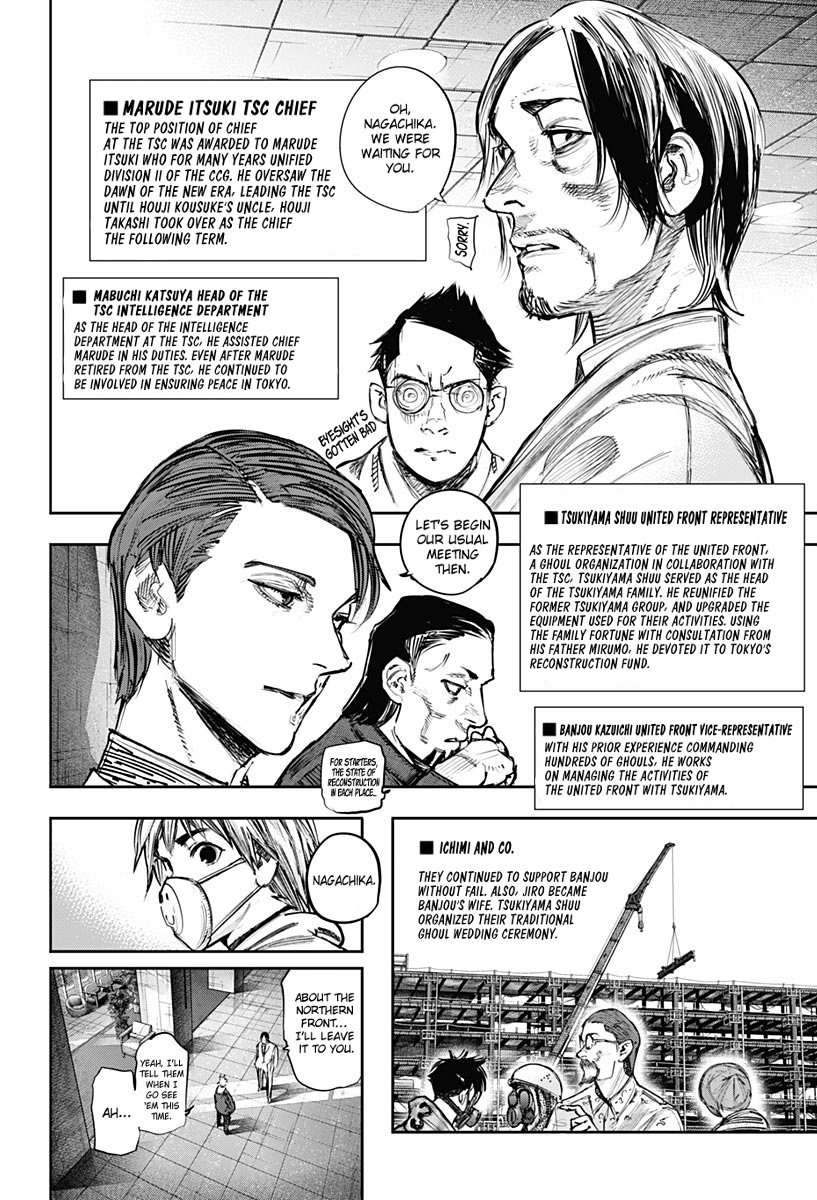 ■ MARUDE ITSUKI TSC CHIEF
THE TOP POSITION OF CHIEF
AT THE TSC WAS AWARDED TO MARUDE
ITSUKI WHO FOR MANY YEARS UNIFIED
DIVISION II OF THE CCG. HE OVERSAW THE
DAWN OF THE NEW ERA, LEADING THE TSC
UNTIL HOUJI KOUSUKE'S UNCLE, HOUJI
TAKASHI TOOK OVER AS THE CHIEF
THE FOLLOWING TERM.
OH,
NAGACHIKA.
WE WERE
WAITING FOR
YOU.
SORRY.
■ MABUCHI KATSUYA HEAD OF THE
TSC INTELLIGENCE DEPARTMENT
AS THE HEAD OF THE INTELLIGENCE
DEPARTMENT AT THE TSC, HE ASSISTED CHIEF
MARUDE IN HIS DUTIES. EVEN AFTER MARUDE
RETIRED FROM THE TSC, HE CONTINUED TO
BE INVOLVED IN ENSURING PEACE IN TOKYO.
EYESIGHT'S
GOTTEN BAD
LET'S BEGIN
OUR USUAL
MEETING
THEN.
■ TSUKIYAMA SHUU UNITED FRONT REPRESENTATIVE
AS THE REPRESENTATIVE OF THE UNITED FRONT,
A GHOUL ORGANIZATION IN COLLABORATION WITH
THE TSC, TSUKIYAMA SHUU SERVED AS THE HEAD
OF THE TSUKIYAMA FAMILY. HE REUNIFIED THE
FORMER TSUKIYAMA GROUP, AND UPGRADED THE
EQUIPMENT USED FOR THEIR ACTIVITIES. USING
THE FAMILY FORTUNE WITH CONSULTATION FROM
HIS FATHER MIRUMO, HE DEVOTED IT TO TOKYO'S
RECONSTRUCTION FUND.
■ BANJOU KAZUICHI UNITED FRONT VICE-REPRESENTATIVE
WITH HIS PRIOR EXPERIENCE COMMANDING
HUNDREDS OF GHOULS, HE WORKS
ON MANAGING THE ACTIVITIES OF
THE UNITED FRONT WITH TSUKIYAMA.
FOR STARTERS,
THE STATE OF
RECONSTRUCTION
IN EACH PLACE...
NAGACHIKA.
■ ICHIMI AND CO.
THEY CONTINUED TO SUPPORT BANJOU
WITHOUT FAIL. ALSO, JIRO BECAME
BANJOU'S WIFE. TSUKIYAMA SHUU
ORGANIZED THEIR TRADITIONAL
GHOUL WEDDING CEREMONY.
ABOUT THE
NORTHERN
FRONT...
I'LL LEAVE
IT TO YOU.
YEAH, I'LL
TELL THEM
WHEN I
GO SEE
'EM THIS
TIME.
AH...